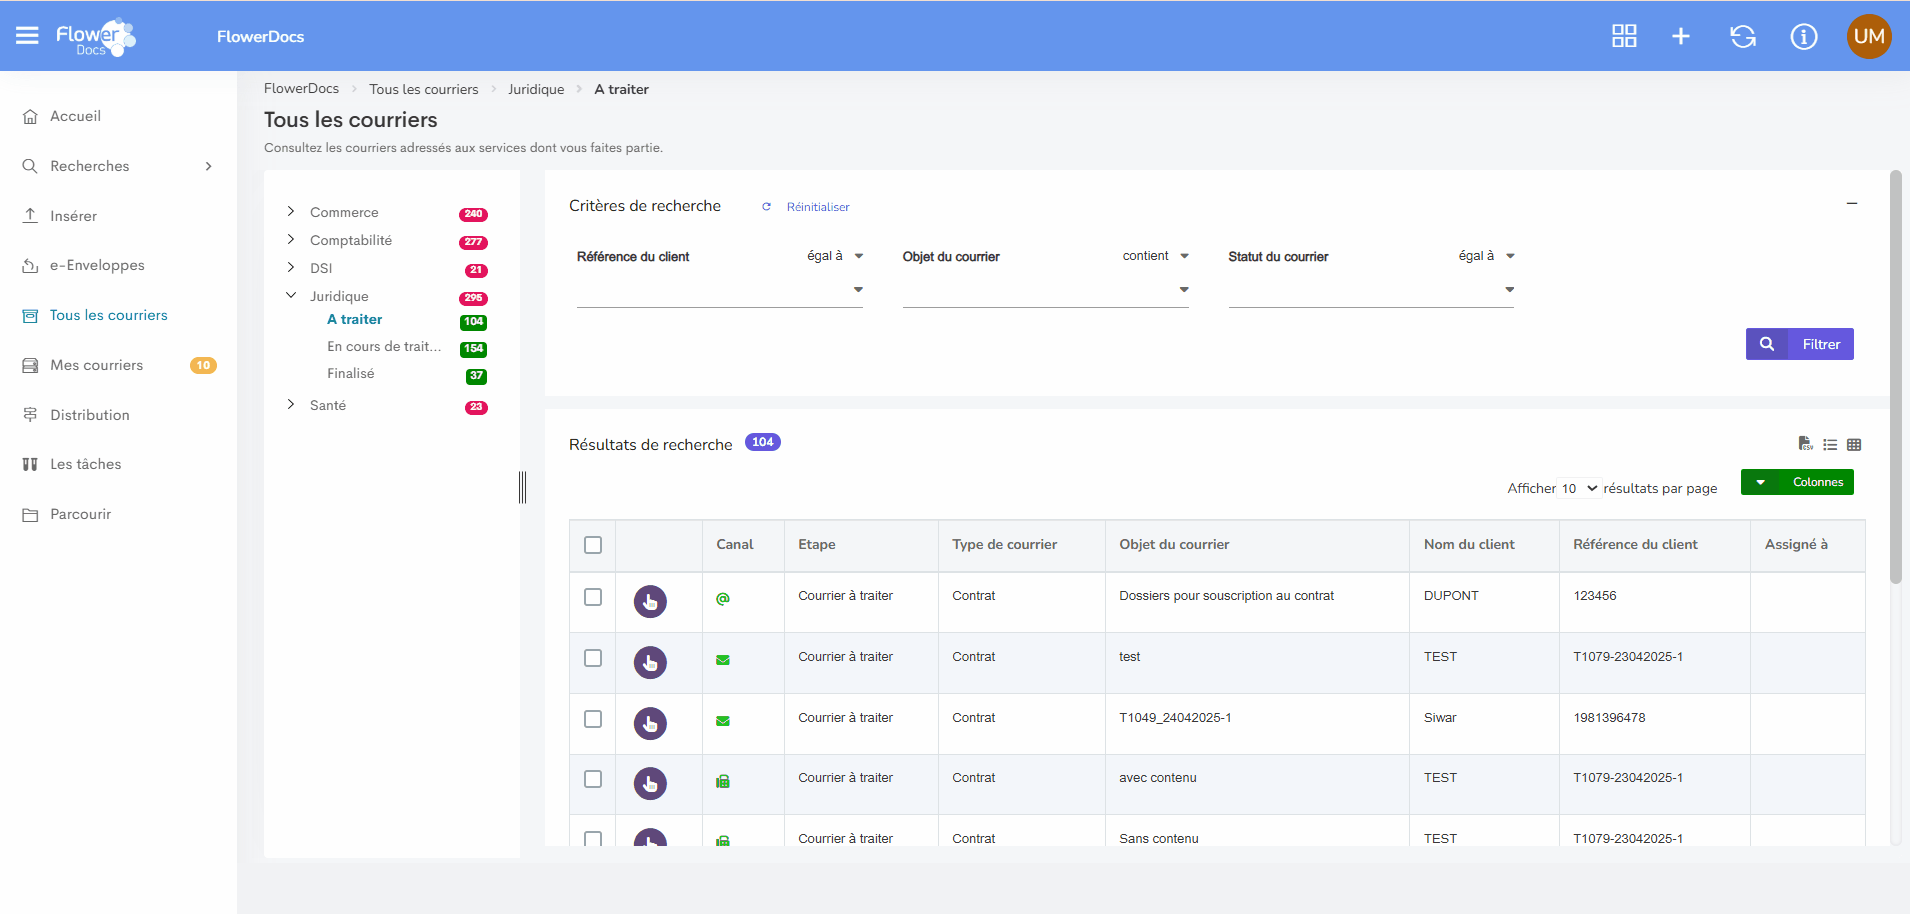 Flower
Docs
FlowerDocs
UM
Accueil
Recherches
Insérer
e-Enveloppes
Tous les courriers
Mes courriers 10
Distribution
Les tâches
Parcourir
FlowerDocs > Tous les courriers > Juridique > A traiter
Tous les courriers
Consultez les courriers adressés aux services dont vous faites partie.
Commerce 240
Comptabilité 277
DSI 21
Juridique 295
A traiter 104
En cours de trait... 154
Finalisé 37
Santé 23
Critères de recherche Réinitialiser
Référence du client égal à Objet du courrier contient Statut du courrier égal à
Filtrer
Résultats de recherche 104
CSV
Afficher 10 résultats par page Colonnes
Canal Etape Type de courrier Objet du courrier Nom du client Référence du client Assigné à
@ Courrier à traiter Contrat Dossiers pour souscription au contrat DUPONT 123456
Courrier à traiter Contrat test TEST T1079-23042025-1
Courrier à traiter Contrat T1049_24042025-1 Siwar 1981396478
Courrier à traiter Contrat avec contenu TEST T1079-23042025-1
Courrier à traiter Contrat Sans contenu TEST T1079-23042025-1